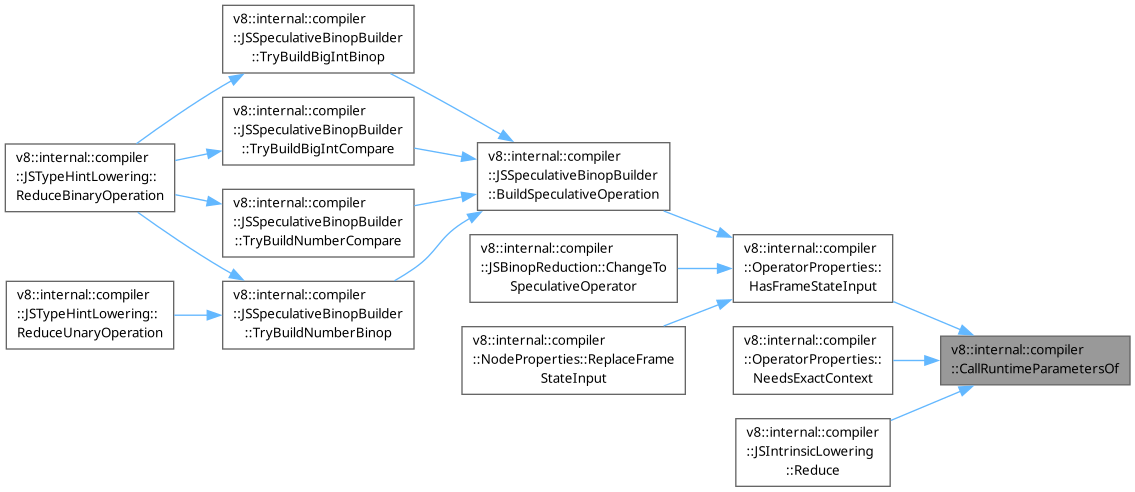 v8::internal::compiler
::JSSpeculativeBinopBuilder
::TryBuildBigIntBinop
v8::internal::compiler
::JSSpeculativeBinopBuilder
::TryBuildBigIntCompare
v8::internal::compiler
::JSTypeHintLowering::
ReduceBinaryOperation
v8::internal::compiler
::JSSpeculativeBinopBuilder
::BuildSpeculativeOperation
v8::internal::compiler
::JSSpeculativeBinopBuilder
::TryBuildNumberCompare
v8::internal::compiler
::JSBinopReduction::ChangeTo
SpeculativeOperator
v8::internal::compiler
::OperatorProperties::
HasFrameStateInput
v8::internal::compiler
::JSTypeHintLowering::
ReduceUnaryOperation
v8::internal::compiler
::JSSpeculativeBinopBuilder
::TryBuildNumberBinop
v8::internal::compiler
::NodeProperties::ReplaceFrame
StateInput
v8::internal::compiler
::OperatorProperties::
NeedsExactContext
v8::internal::compiler
::CallRuntimeParametersOf
v8::internal::compiler
::JSIntrinsicLowering
::Reduce